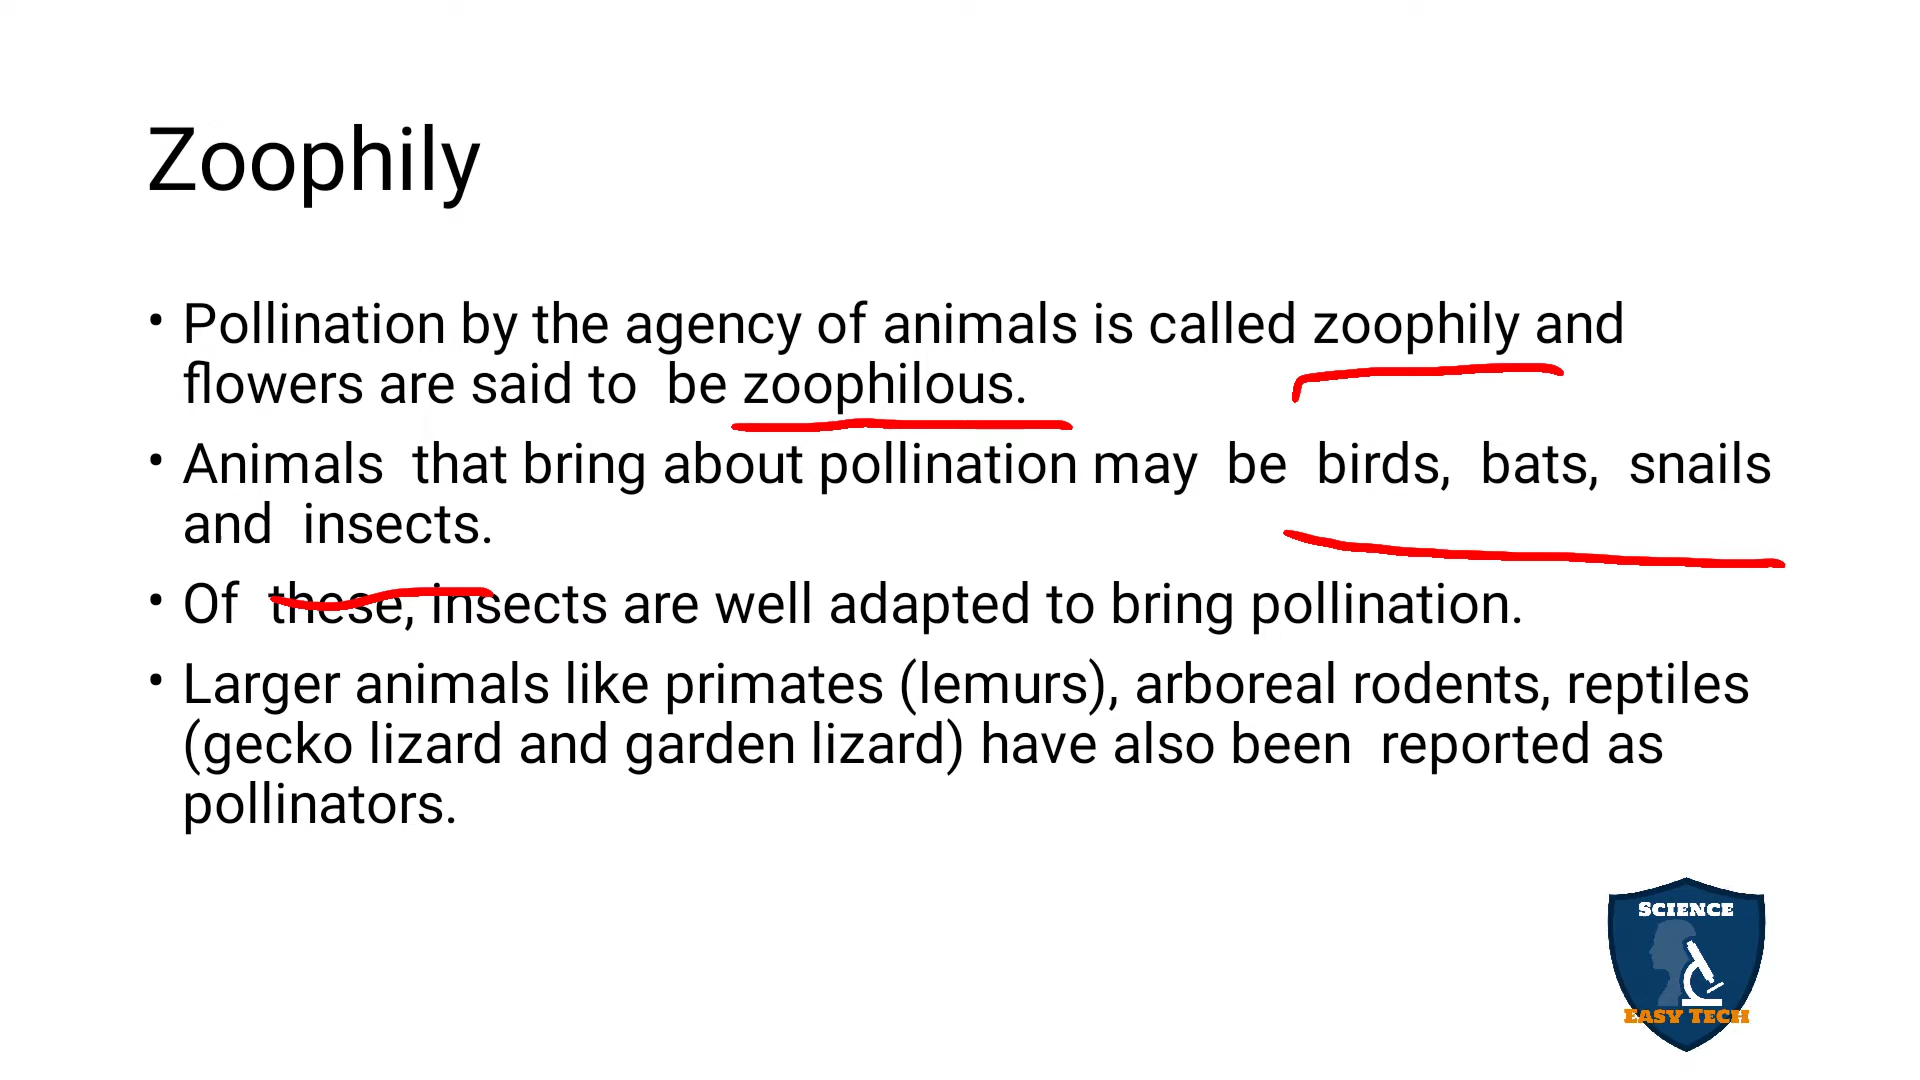 Zoophily
• Pollination by the agency of animals is called zoophily and
flowers are said to be zoophilous.
• Animals that bring about pollination may be birds, bats, snails
and insects.
• Of these, insects are well adapted to bring pollination.
• Larger animals like primates (lemurs), arboreal rodents, reptiles
(gecko lizard and garden lizard) have also been reported as
pollinators.
SCIENCE
EASY TECH